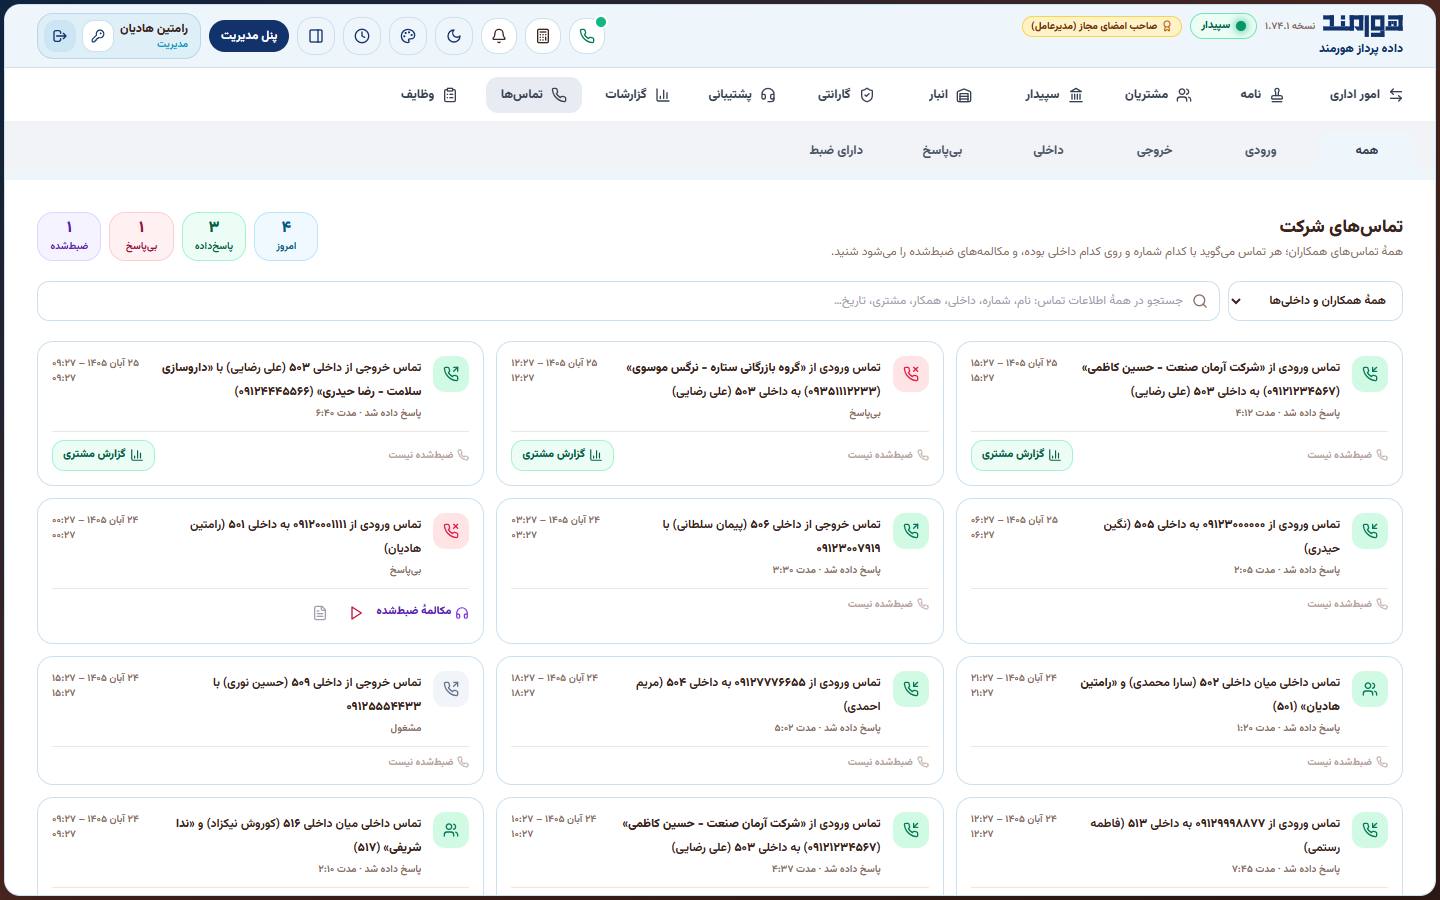 هورمند
نسخه ۱.۷۴.۱
سپیدار
صاحب امضای مجاز (مدیرعامل)
داده پرداز هورمند
پنل مدیریت
رامتین هادیان
مدیریت
امور اداری
نامه
مشتریان
سپیدار
انبار
گارانتی
پشتیبانی
گزارشات
تماس‌ها
وظایف
همه
ورودی
خروجی
داخلی
بی‌پاسخ
دارای ضبط
تماس‌های شرکت
همهٔ تماس‌های همکاران؛ هر تماس می‌گوید با کدام شماره و روی کدام داخلی بوده، و مکالمه‌های ضبط‌شده را می‌شود شنید.
۴
امروز
۳
پاسخ‌داده
۱
بی‌پاسخ
۱
ضبط‌شده
همهٔ همکاران و داخلی‌ها
جستجو در همهٔ اطلاعات تماس: نام، شماره، داخلی، همکار، مشتری، تاریخ…
تماس ورودی از «شرکت آرمان صنعت - حسین کاظمی»
(۰۹۱۲۱۲۳۴۵۶۷) به داخلی ۵۰۳ (علی رضایی)
پاسخ داده شد · مدت ۴:۱۲
۲۵ آبان ۱۴۰۵ – ۱۵:۲۷
۱۵:۲۷
ضبط‌شده نیست
گزارش مشتری
تماس ورودی از «گروه بازرگانی ستاره - نرگس موسوی»
(۰۹۳۵۱۱۱۲۲۳۳) به داخلی ۵۰۳ (علی رضایی)
بی‌پاسخ
۲۵ آبان ۱۴۰۵ – ۱۲:۲۷
۱۲:۲۷
ضبط‌شده نیست
گزارش مشتری
تماس خروجی از داخلی ۵۰۳ (علی رضایی) با «داروسازی
سلامت - رضا حیدری» (۰۹۱۲۴۴۴۵۵۶۶)
پاسخ داده شد · مدت ۶:۴۰
۲۵ آبان ۱۴۰۵ – ۰۹:۲۷
۰۹:۲۷
ضبط‌شده نیست
گزارش مشتری
تماس ورودی از ۰۹۱۲۳۰۰۰۰۰۰ به داخلی ۵۰۵ (نگین
حیدری)
پاسخ داده شد · مدت ۲:۰۵
۲۵ آبان ۱۴۰۵ – ۰۶:۲۷
۰۶:۲۷
ضبط‌شده نیست
تماس خروجی از داخلی ۵۰۶ (پیمان سلطانی) با
۰۹۱۲۳۰۰۷۹۱۹
پاسخ داده شد · مدت ۳:۳۰
۲۴ آبان ۱۴۰۵ – ۰۳:۲۷
۰۳:۲۷
ضبط‌شده نیست
تماس ورودی از ۰۹۱۲۰۰۰۱۱۱۱ به داخلی ۵۰۱ (رامتین
هادیان)
بی‌پاسخ
۲۴ آبان ۱۴۰۵ – ۰۰:۲۷
۰۰:۲۷
مکالمهٔ ضبط‌شده
تماس داخلی میان داخلی ۵۰۲ (سارا محمدی) و «رامتین
هادیان» (۵۰۱)
پاسخ داده شد · مدت ۱:۲۰
۲۴ آبان ۱۴۰۵ – ۲۱:۲۷
۲۱:۲۷
ضبط‌شده نیست
تماس ورودی از ۰۹۱۲۷۷۷۶۶۵۵ به داخلی ۵۰۴ (مریم
احمدی)
پاسخ داده شد · مدت ۵:۰۲
۲۴ آبان ۱۴۰۵ – ۱۸:۲۷
۱۸:۲۷
ضبط‌شده نیست
تماس خروجی از داخلی ۵۰۹ (حسین نوری) با
۰۹۱۲۵۵۵۴۴۳۳
مشغول
۲۴ آبان ۱۴۰۵ – ۱۵:۲۷
۱۵:۲۷
ضبط‌شده نیست
تماس ورودی از ۰۹۱۲۹۹۹۸۸۷۷ به داخلی ۵۱۳ (فاطمه
رستمی)
پاسخ داده شد · مدت ۷:۴۵
۲۴ آبان ۱۴۰۵ – ۱۲:۲۷
۱۲:۲۷
تماس ورودی از «شرکت آرمان صنعت - حسین کاظمی»
(۰۹۱۲۱۲۳۴۵۶۷) به داخلی ۵۰۳ (علی رضایی)
پاسخ داده شد · مدت ۴:۳۷
۲۴ آبان ۱۴۰۵ – ۱۰:۲۷
۱۰:۲۷
تماس داخلی میان داخلی ۵۱۶ (کوروش نیکزاد) و «ندا
شریفی» (۵۱۷)
پاسخ داده شد · مدت ۲:۱۰
۲۴ آبان ۱۴۰۵ – ۰۹:۲۷
۰۹:۲۷